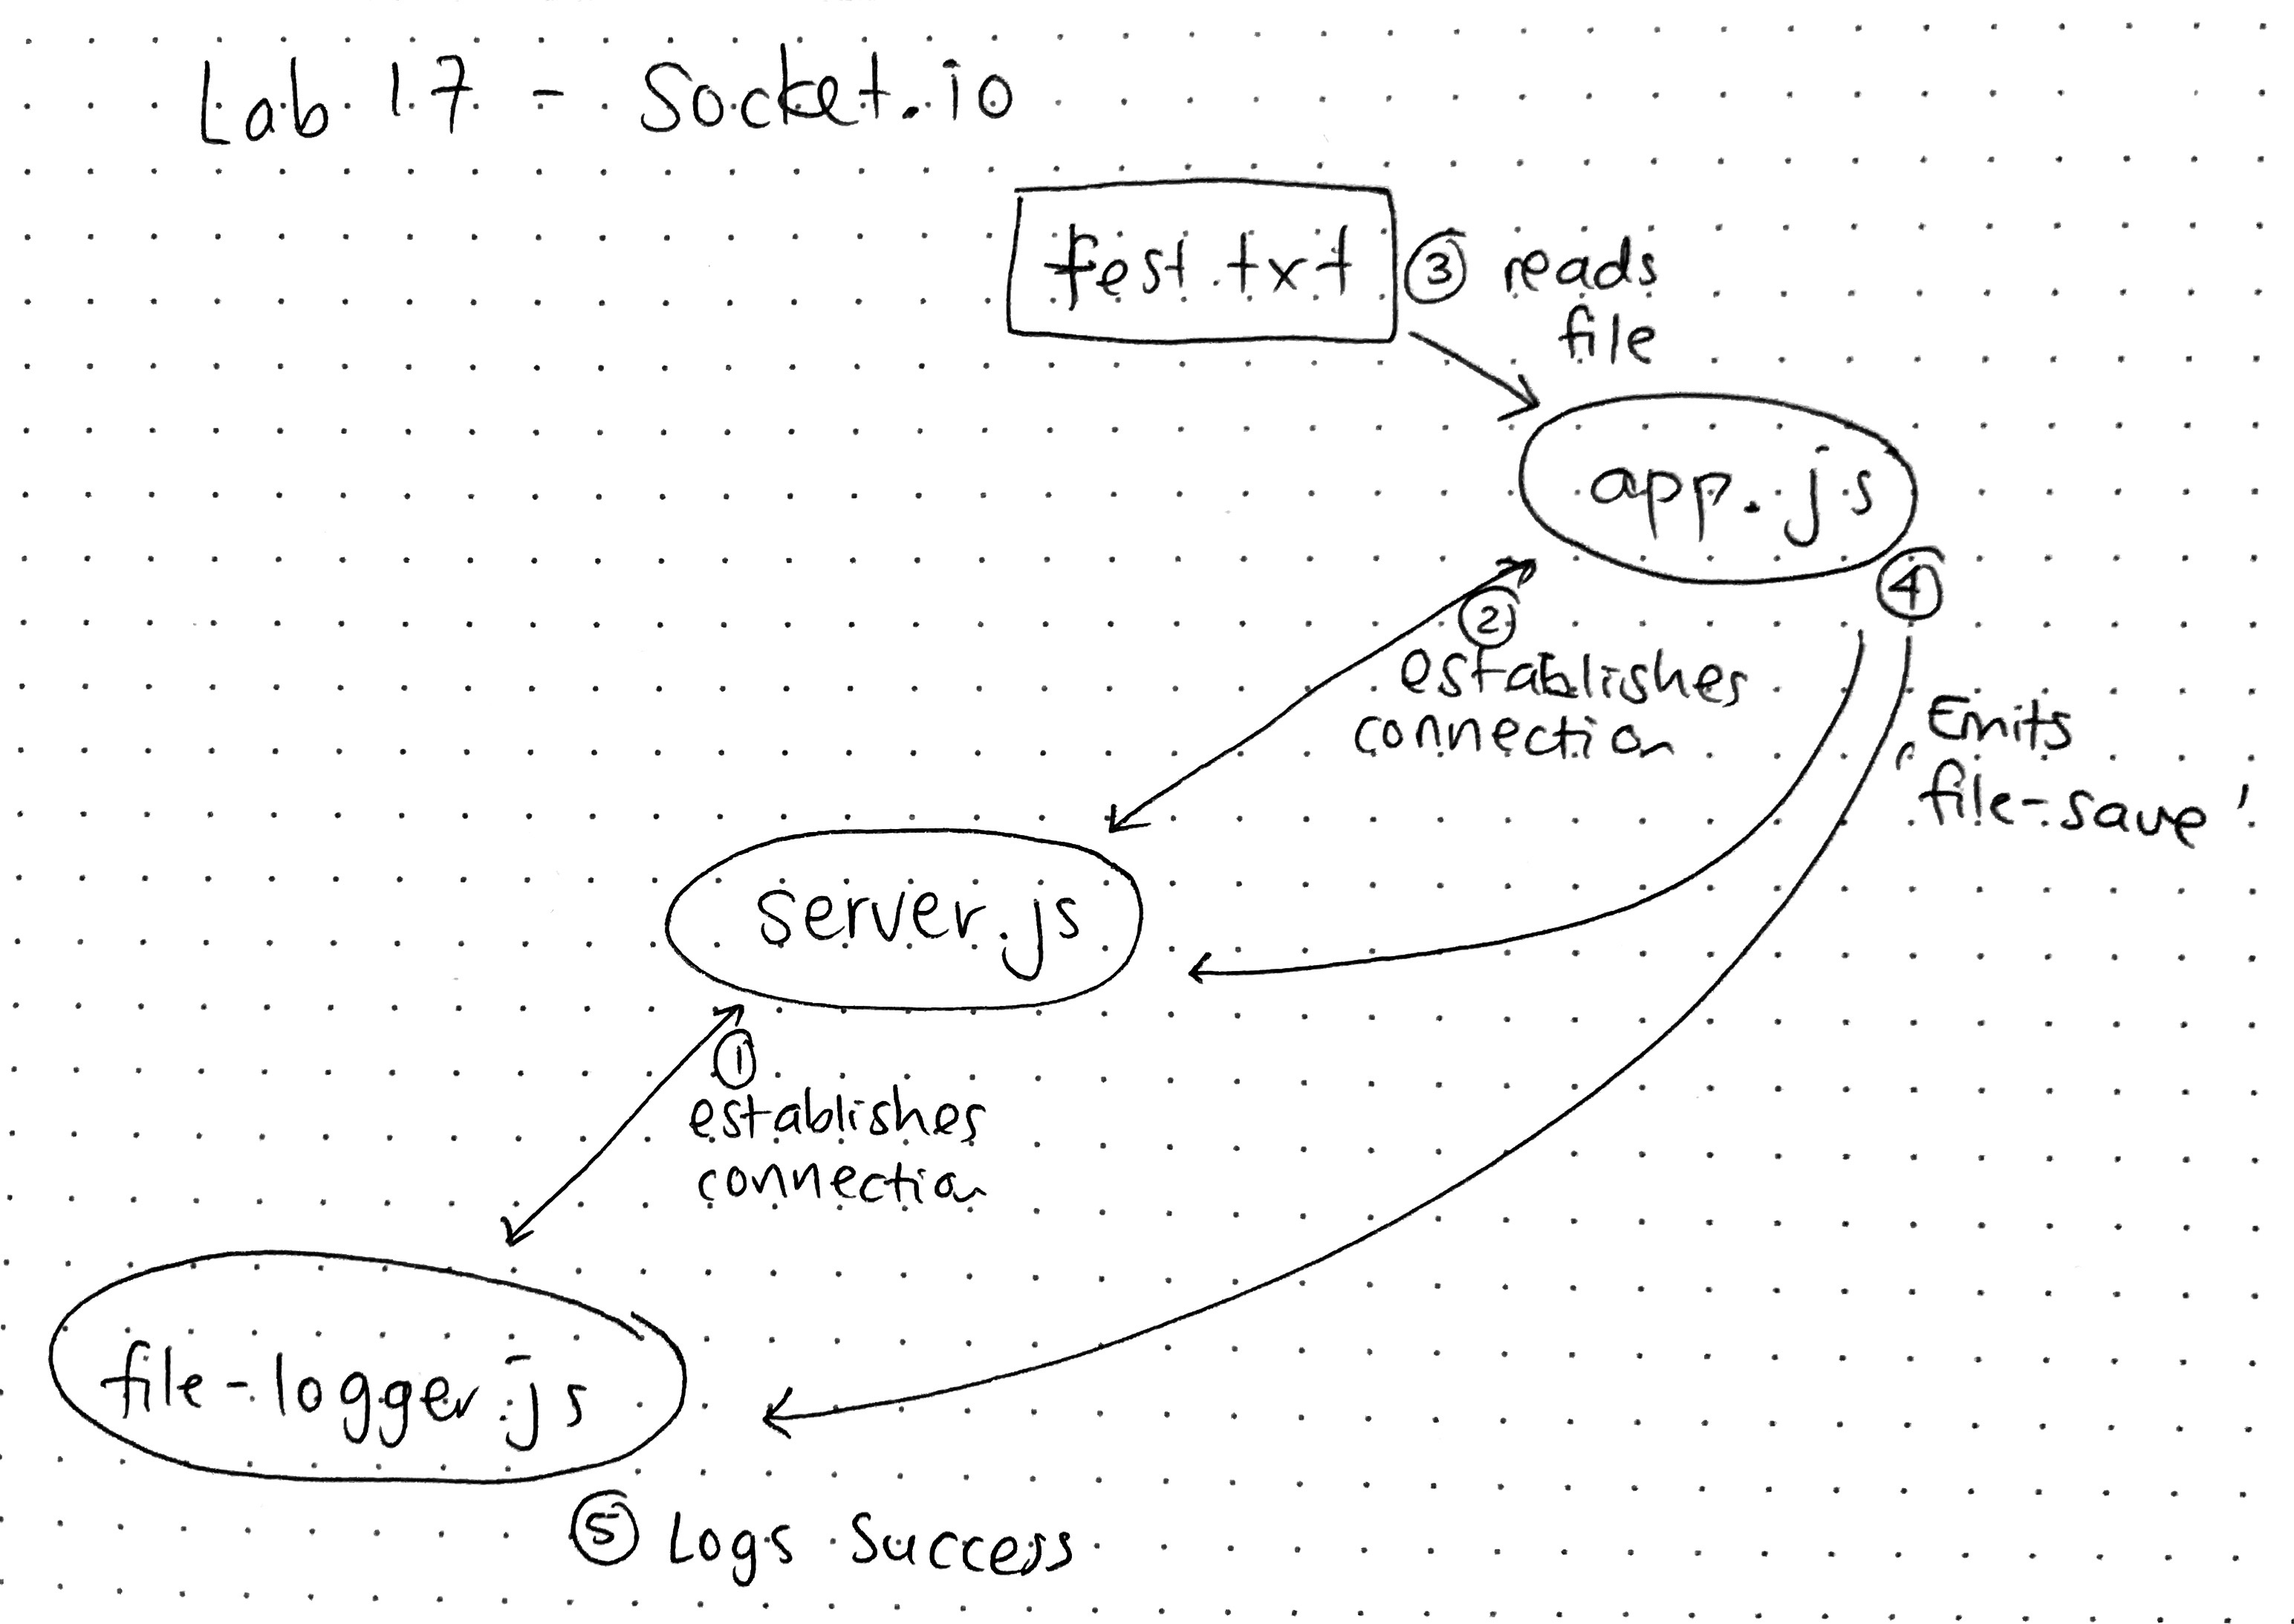 Lab 17 - Socket.io
test.txt
③ reads
file
app.js
④
②
establishes
connection
Emits
'file-save'
server.js
①
establishes
connection
file-logger.js
⑤ Logs Success